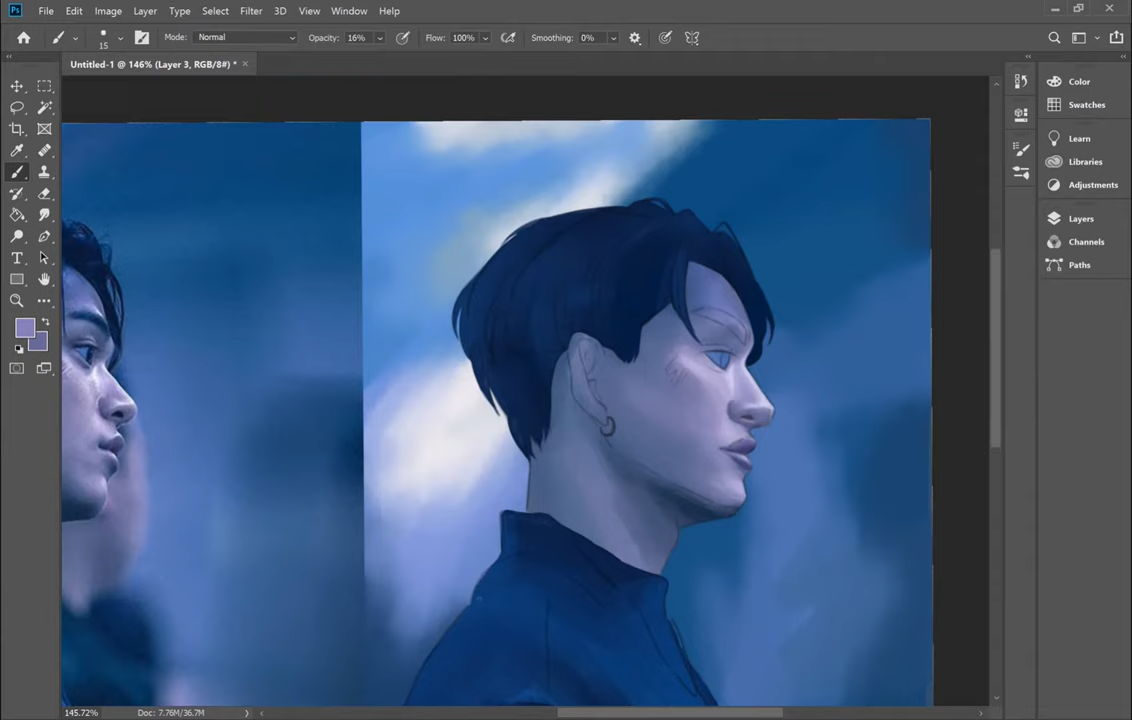 Ps File Edit Image Layer Type Select Filter 3D View Window Help
15 Mode: Normal Opacity: 16% Flow: 100% Smoothing: 0%
Untitled-1 @ 146% (Layer 3, RGB/8#) *
Color
Swatches
Learn
Libraries
Adjustments
Layers
Channels
Paths
145.72% Doc: 7.76M/36.7M